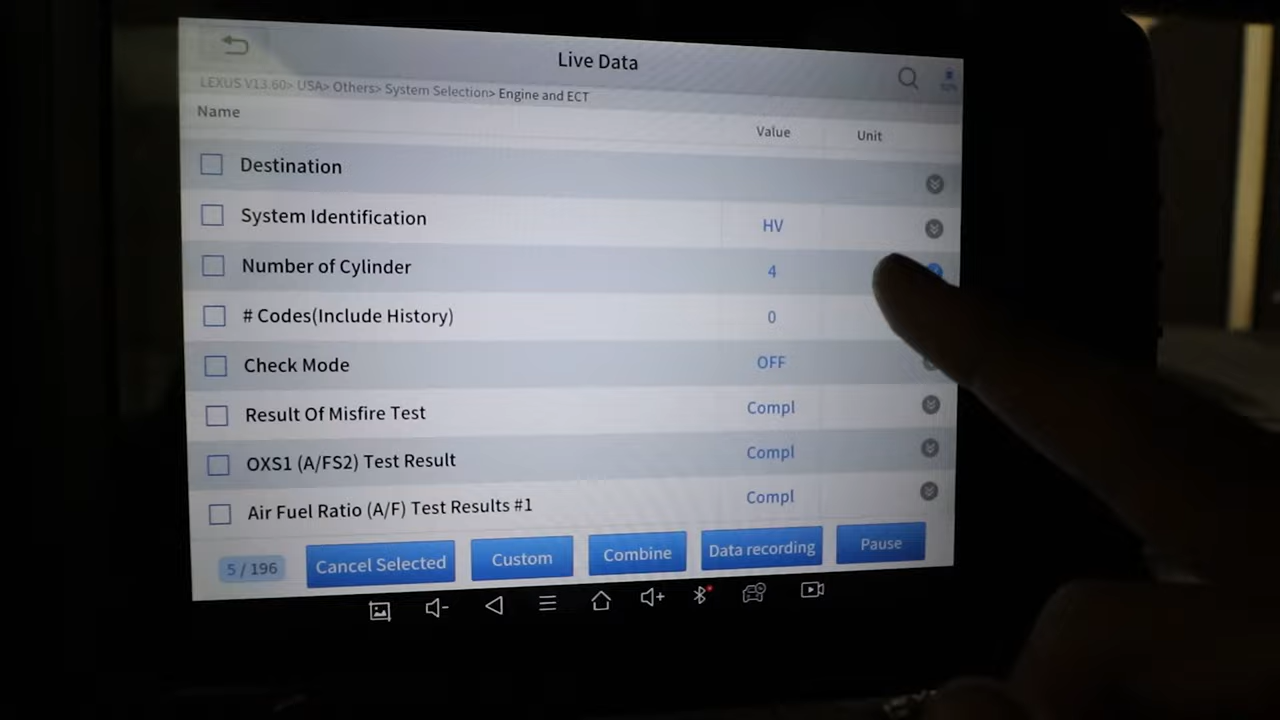 Live Data
LEXUS V13.60> USA> Others> System Selection> Engine and ECT
Name Value Unit
Destination
System Identification HV
Number of Cylinder 4
# Codes(Include History) 0
Check Mode OFF
Result Of Misfire Test Compl
OXS1 (A/FS2) Test Result Compl
Air Fuel Ratio (A/F) Test Results #1 Compl
5 / 196 Cancel Selected Custom Combine Data recording Pause